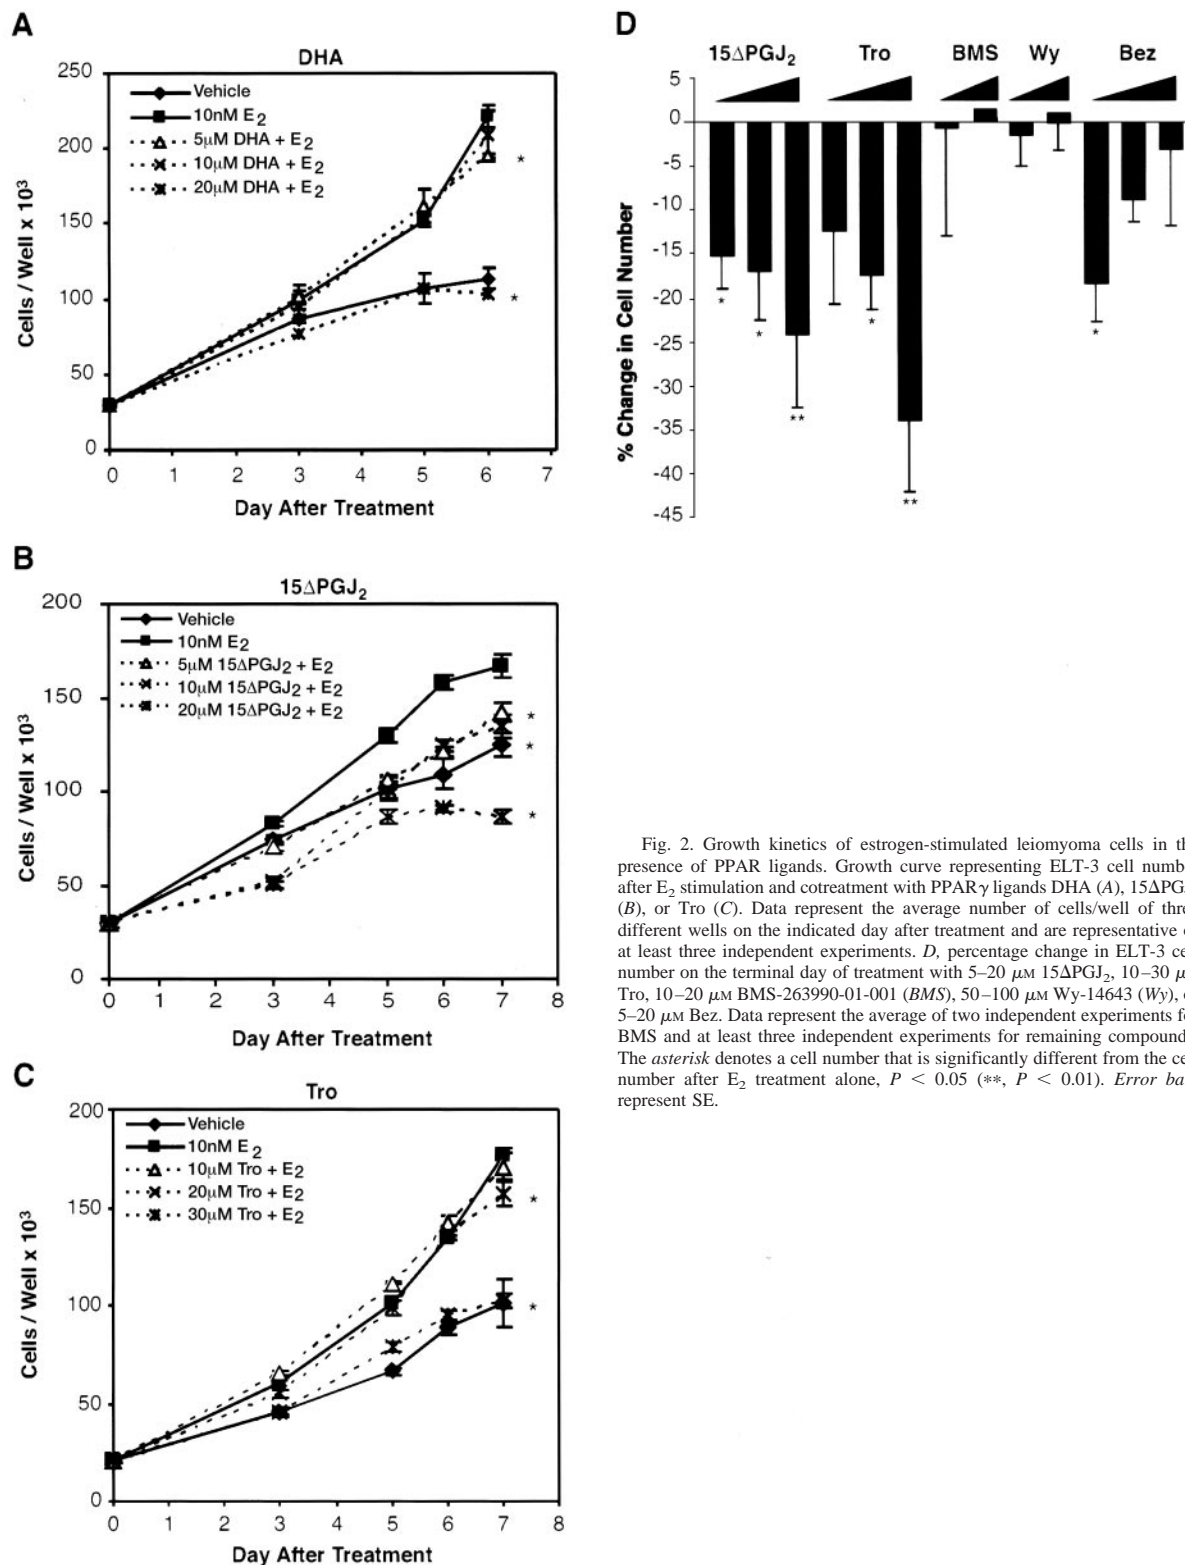 A
DHA
250
200
150
100
50
0
Cells / Well x 10³
Vehicle
10nM E₂
5μM DHA + E₂
10μM DHA + E₂
20μM DHA + E₂
*
*
0 1 2 3 4 5 6 7
Day After Treatment
B
15ΔPGJ₂
200
150
100
50
0
Cells / Well x 10³
Vehicle
10nM E₂
5μM 15ΔPGJ₂ + E₂
10μM 15ΔPGJ₂ + E₂
20μM 15ΔPGJ₂ + E₂
*
*
*
0 1 2 3 4 5 6 7 8
Day After Treatment
C
Tro
200
150
100
50
0
Cells / Well x 10³
Vehicle
10nM E₂
10μM Tro + E₂
20μM Tro + E₂
30μM Tro + E₂
*
*
0 1 2 3 4 5 6 7 8
Day After Treatment
D
15ΔPGJ₂ Tro BMS Wy Bez
5
0
-5
-10
-15
-20
-25
-30
-35
-40
-45
% Change in Cell Number
* * ** * ** *
Fig. 2. Growth kinetics of estrogen-stimulated leiomyoma cells in th
presence of PPAR ligands. Growth curve representing ELT-3 cell numbe
after E₂ stimulation and cotreatment with PPARγ ligands DHA (A), 15ΔPG
(B), or Tro (C). Data represent the average number of cells/well of thre
different wells on the indicated day after treatment and are representative
at least three independent experiments. D, percentage change in ELT-3 ce
number on the terminal day of treatment with 5–20 μM 15ΔPGJ₂, 10–30 μ
Tro, 10–20 μM BMS-263990-01-001 (BMS), 50–100 μM Wy-14643 (Wy),
5–20 μM Bez. Data represent the average of two independent experiments f
BMS and at least three independent experiments for remaining compound
The asterisk denotes a cell number that is significantly different from the ce
number after E₂ treatment alone, P < 0.05 (**, P < 0.01). Error ba
represent SE.